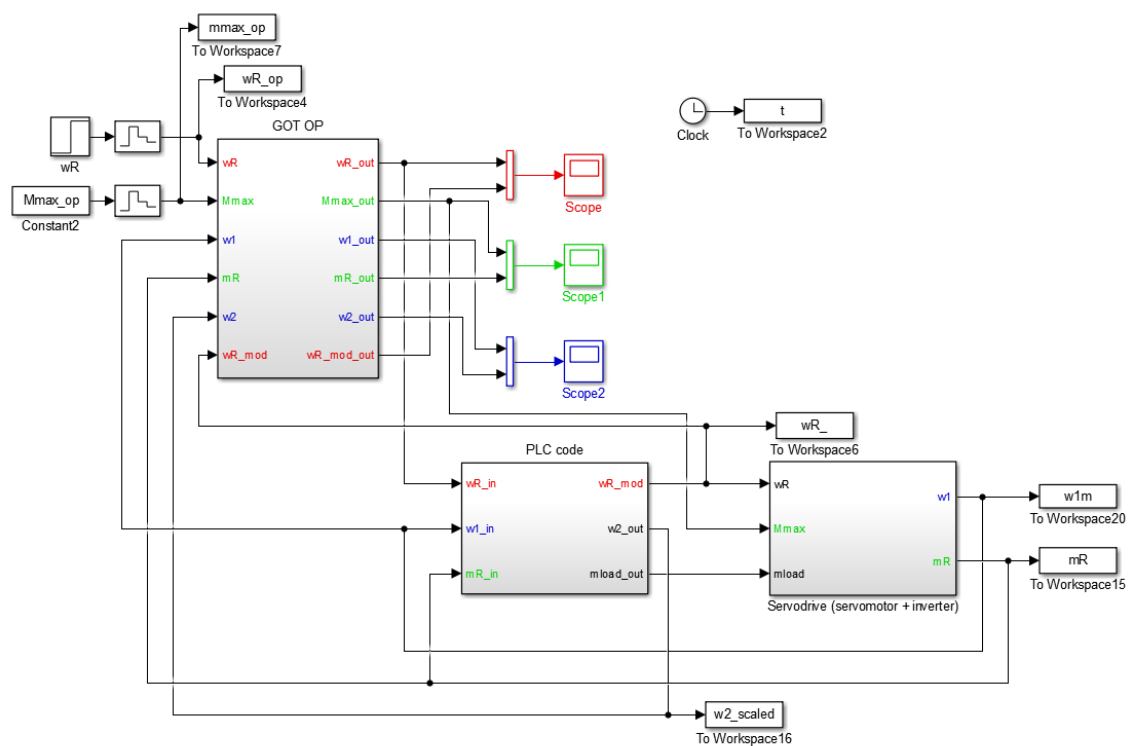 mmax_op
To Workspace7
wR_op
To Workspace4
t
Clock
To Workspace2
GOT OP
wR
Mmax_op
Constant2
wR
Mmax
w1
mR
w2
wR_mod
wR_out
Mmax_out
w1_out
mR_out
w2_out
wR_mod_out
Scope
Scope1
Scope2
wR_
To Workspace6
PLC code
wR_in
w1_in
mR_in
wR_mod
w2_out
mload_out
wR
Mmax
mload
w1
mR
Servodrive (servomotor + inverter)
w1m
To Workspace20
mR
To Workspace15
w2_scaled
To Workspace16